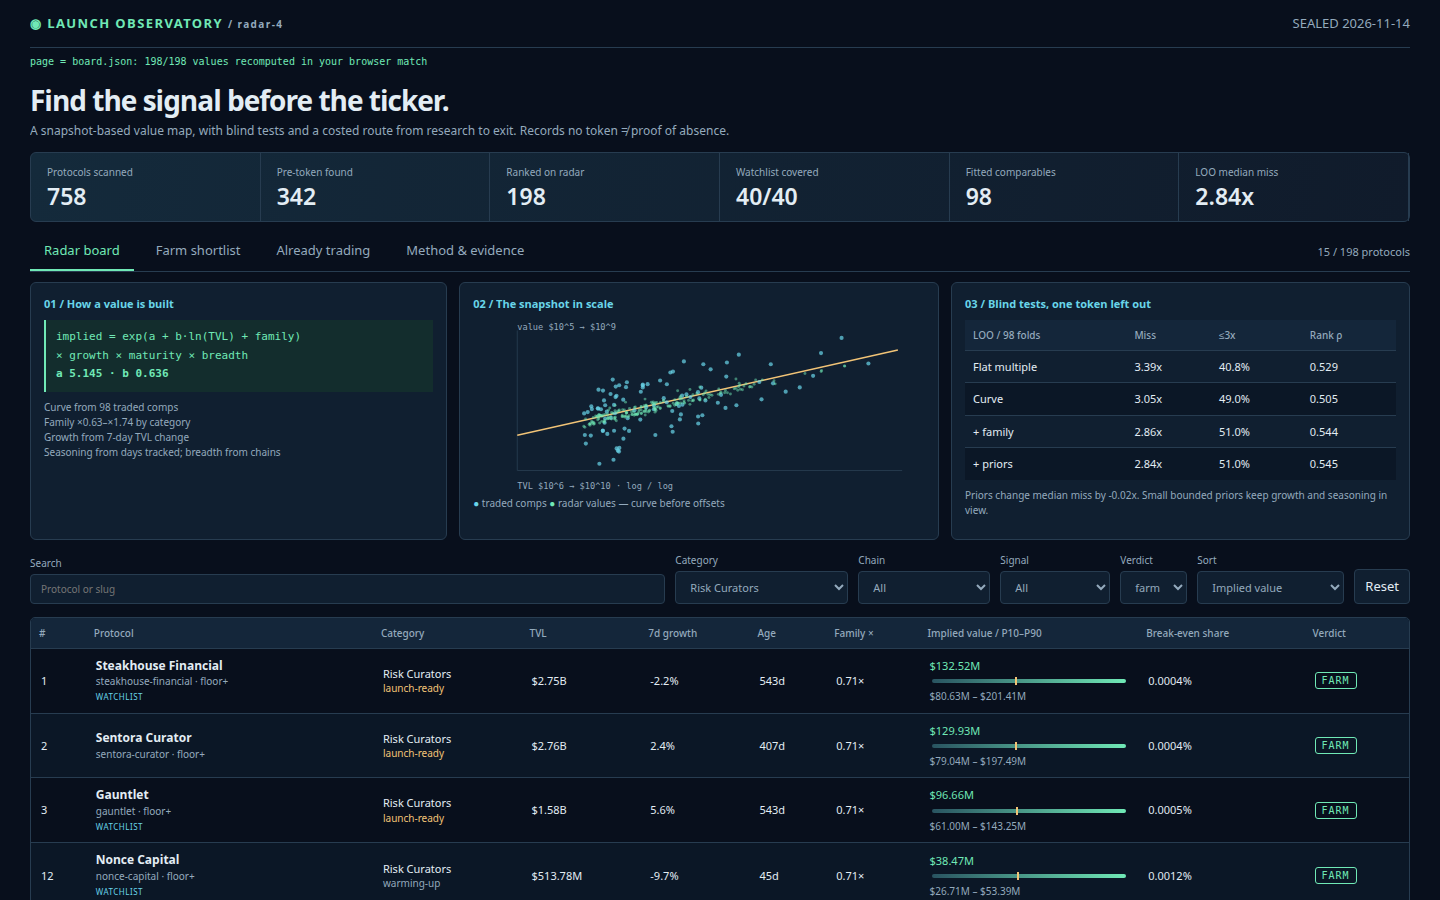 ◉ LAUNCH OBSERVATORY / radar-4
SEALED 2026-11-14
page = board.json: 198/198 values recomputed in your browser match
Find the signal before the ticker.
A snapshot-based value map, with blind tests and a costed route from research to exit. Records no token ≠ proof of absence.
Protocols scanned
758
Pre-token found
342
Ranked on radar
198
Watchlist covered
40/40
Fitted comparables
98
LOO median miss
2.84x
Radar board
Farm shortlist
Already trading
Method & evidence
15 / 198 protocols
01 / How a value is built
implied = exp(a + b·ln(TVL) + family)
× growth × maturity × breadth
a 5.145 · b 0.636
Curve from 98 traded comps
Family ×0.63–×1.74 by category
Growth from 7-day TVL change
Seasoning from days tracked; breadth from chains
02 / The snapshot in scale
value $10^5 → $10^9
TVL $10^6 → $10^10 · log / log
● traded comps ● radar values — curve before offsets
03 / Blind tests, one token left out
LOO / 98 folds Miss ≤3x Rank ρ
Flat multiple 3.39x 40.8% 0.529
Curve 3.05x 49.0% 0.505
+ family 2.86x 51.0% 0.544
+ priors 2.84x 51.0% 0.545
Priors change median miss by -0.02x. Small bounded priors keep growth and seasoning in
view.
Search
Protocol or slug
Category
Risk Curators
Chain
All
Signal
All
Verdict
farm
Sort
Implied value
Reset
# Protocol Category TVL 7d growth Age Family × Implied value / P10–P90 Break-even share Verdict
1
Steakhouse Financial
steakhouse-financial · floor+
WATCHLIST
Risk Curators
launch-ready
$2.75B
-2.2%
543d
0.71×
$132.52M
$80.63M – $201.41M
0.0004%
FARM
2
Sentora Curator
sentora-curator · floor+
Risk Curators
launch-ready
$2.76B
2.4%
407d
0.71×
$129.93M
$79.04M – $197.49M
0.0004%
FARM
3
Gauntlet
gauntlet · floor+
WATCHLIST
Risk Curators
launch-ready
$1.58B
5.6%
543d
0.71×
$96.66M
$61.00M – $143.25M
0.0005%
FARM
12
Nonce Capital
nonce-capital · floor+
WATCHLIST
Risk Curators
warming-up
$513.78M
-9.7%
45d
0.71×
$38.47M
$26.71M – $53.39M
0.0012%
FARM